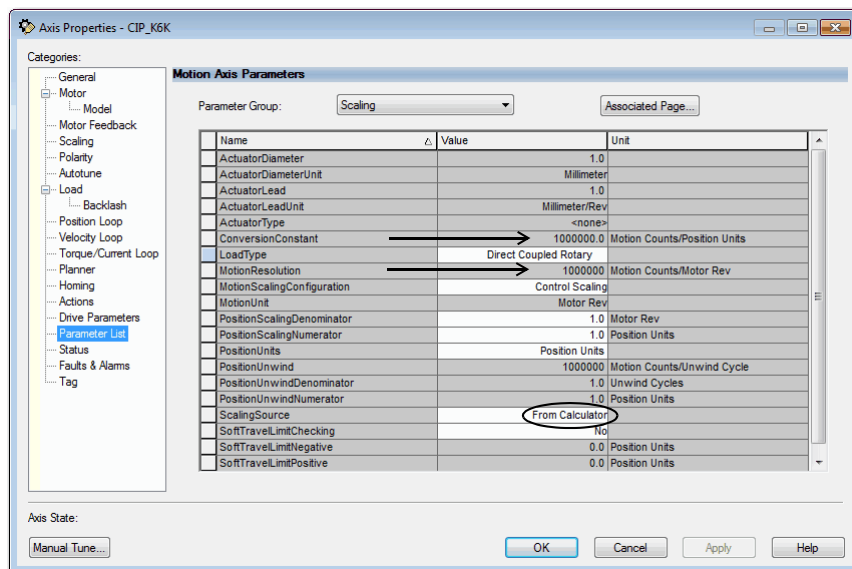 Axis Properties - CIP_K6K
Categories:
General
Motor
Model
Motor Feedback
Scaling
Polarity
Autotune
Load
Backlash
Position Loop
Velocity Loop
Torque/Current Loop
Planner
Homing
Actions
Drive Parameters
Parameter List
Status
Faults & Alarms
Tag
Motion Axis Parameters
Parameter Group: Scaling Associated Page...
Name Value Unit
ActuatorDiameter 1.0
ActuatorDiameterUnit Millimeter
ActuatorLead 1.0
ActuatorLeadUnit Millimeter/Rev
ActuatorType <none>
ConversionConstant 1000000.0 Motion Counts/Position Units
LoadType Direct Coupled Rotary
MotionResolution 1000000 Motion Counts/Motor Rev
MotionScalingConfiguration Control Scaling
MotionUnit Motor Rev
PositionScalingDenominator 1.0 Motor Rev
PositionScalingNumerator 1.0 Position Units
PositionUnits Position Units
PositionUnwind 1000000 Motion Counts/Unwind Cycle
PositionUnwindDenominator 1.0 Unwind Cycles
PositionUnwindNumerator 1.0 Position Units
ScalingSource From Calculator
SoftTravelLimitChecking No
SoftTravelLimitNegative 0.0 Position Units
SoftTravelLimitPositive 0.0 Position Units
Axis State:
Manual Tune... OK Cancel Apply Help